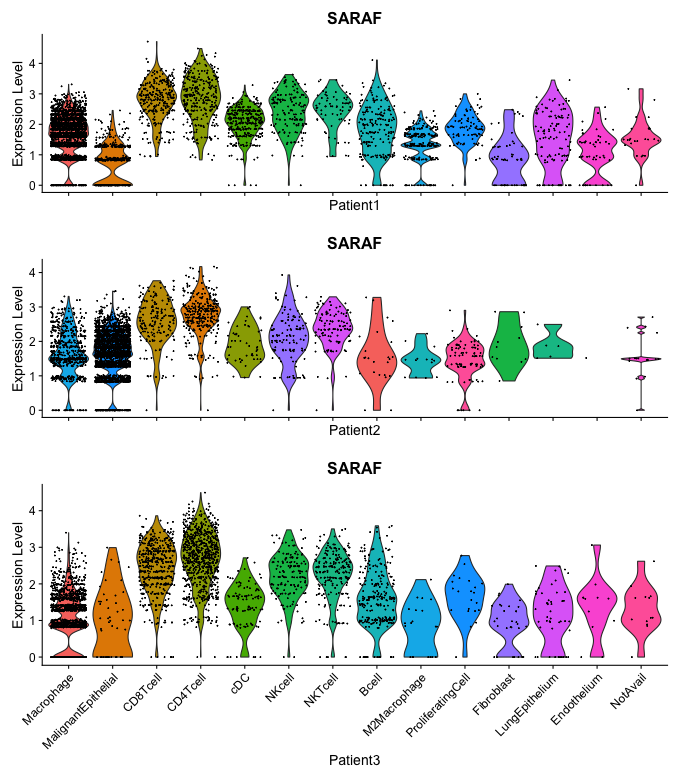 SARAF
Expression Level
4
3
2
1
0
Patient1
SARAF
Expression Level
4
3
2
1
0
Patient2
SARAF
Expression Level
4
3
2
1
0
Macrophage
MalignantEpithelial
CD8Tcell
CD4Tcell
cDC
NKcell
NKTcell
Bcell
M2Macrophage
ProliferatingCell
Fibroblast
LungEpithelium
Endothelium
NotAvail
Patient3